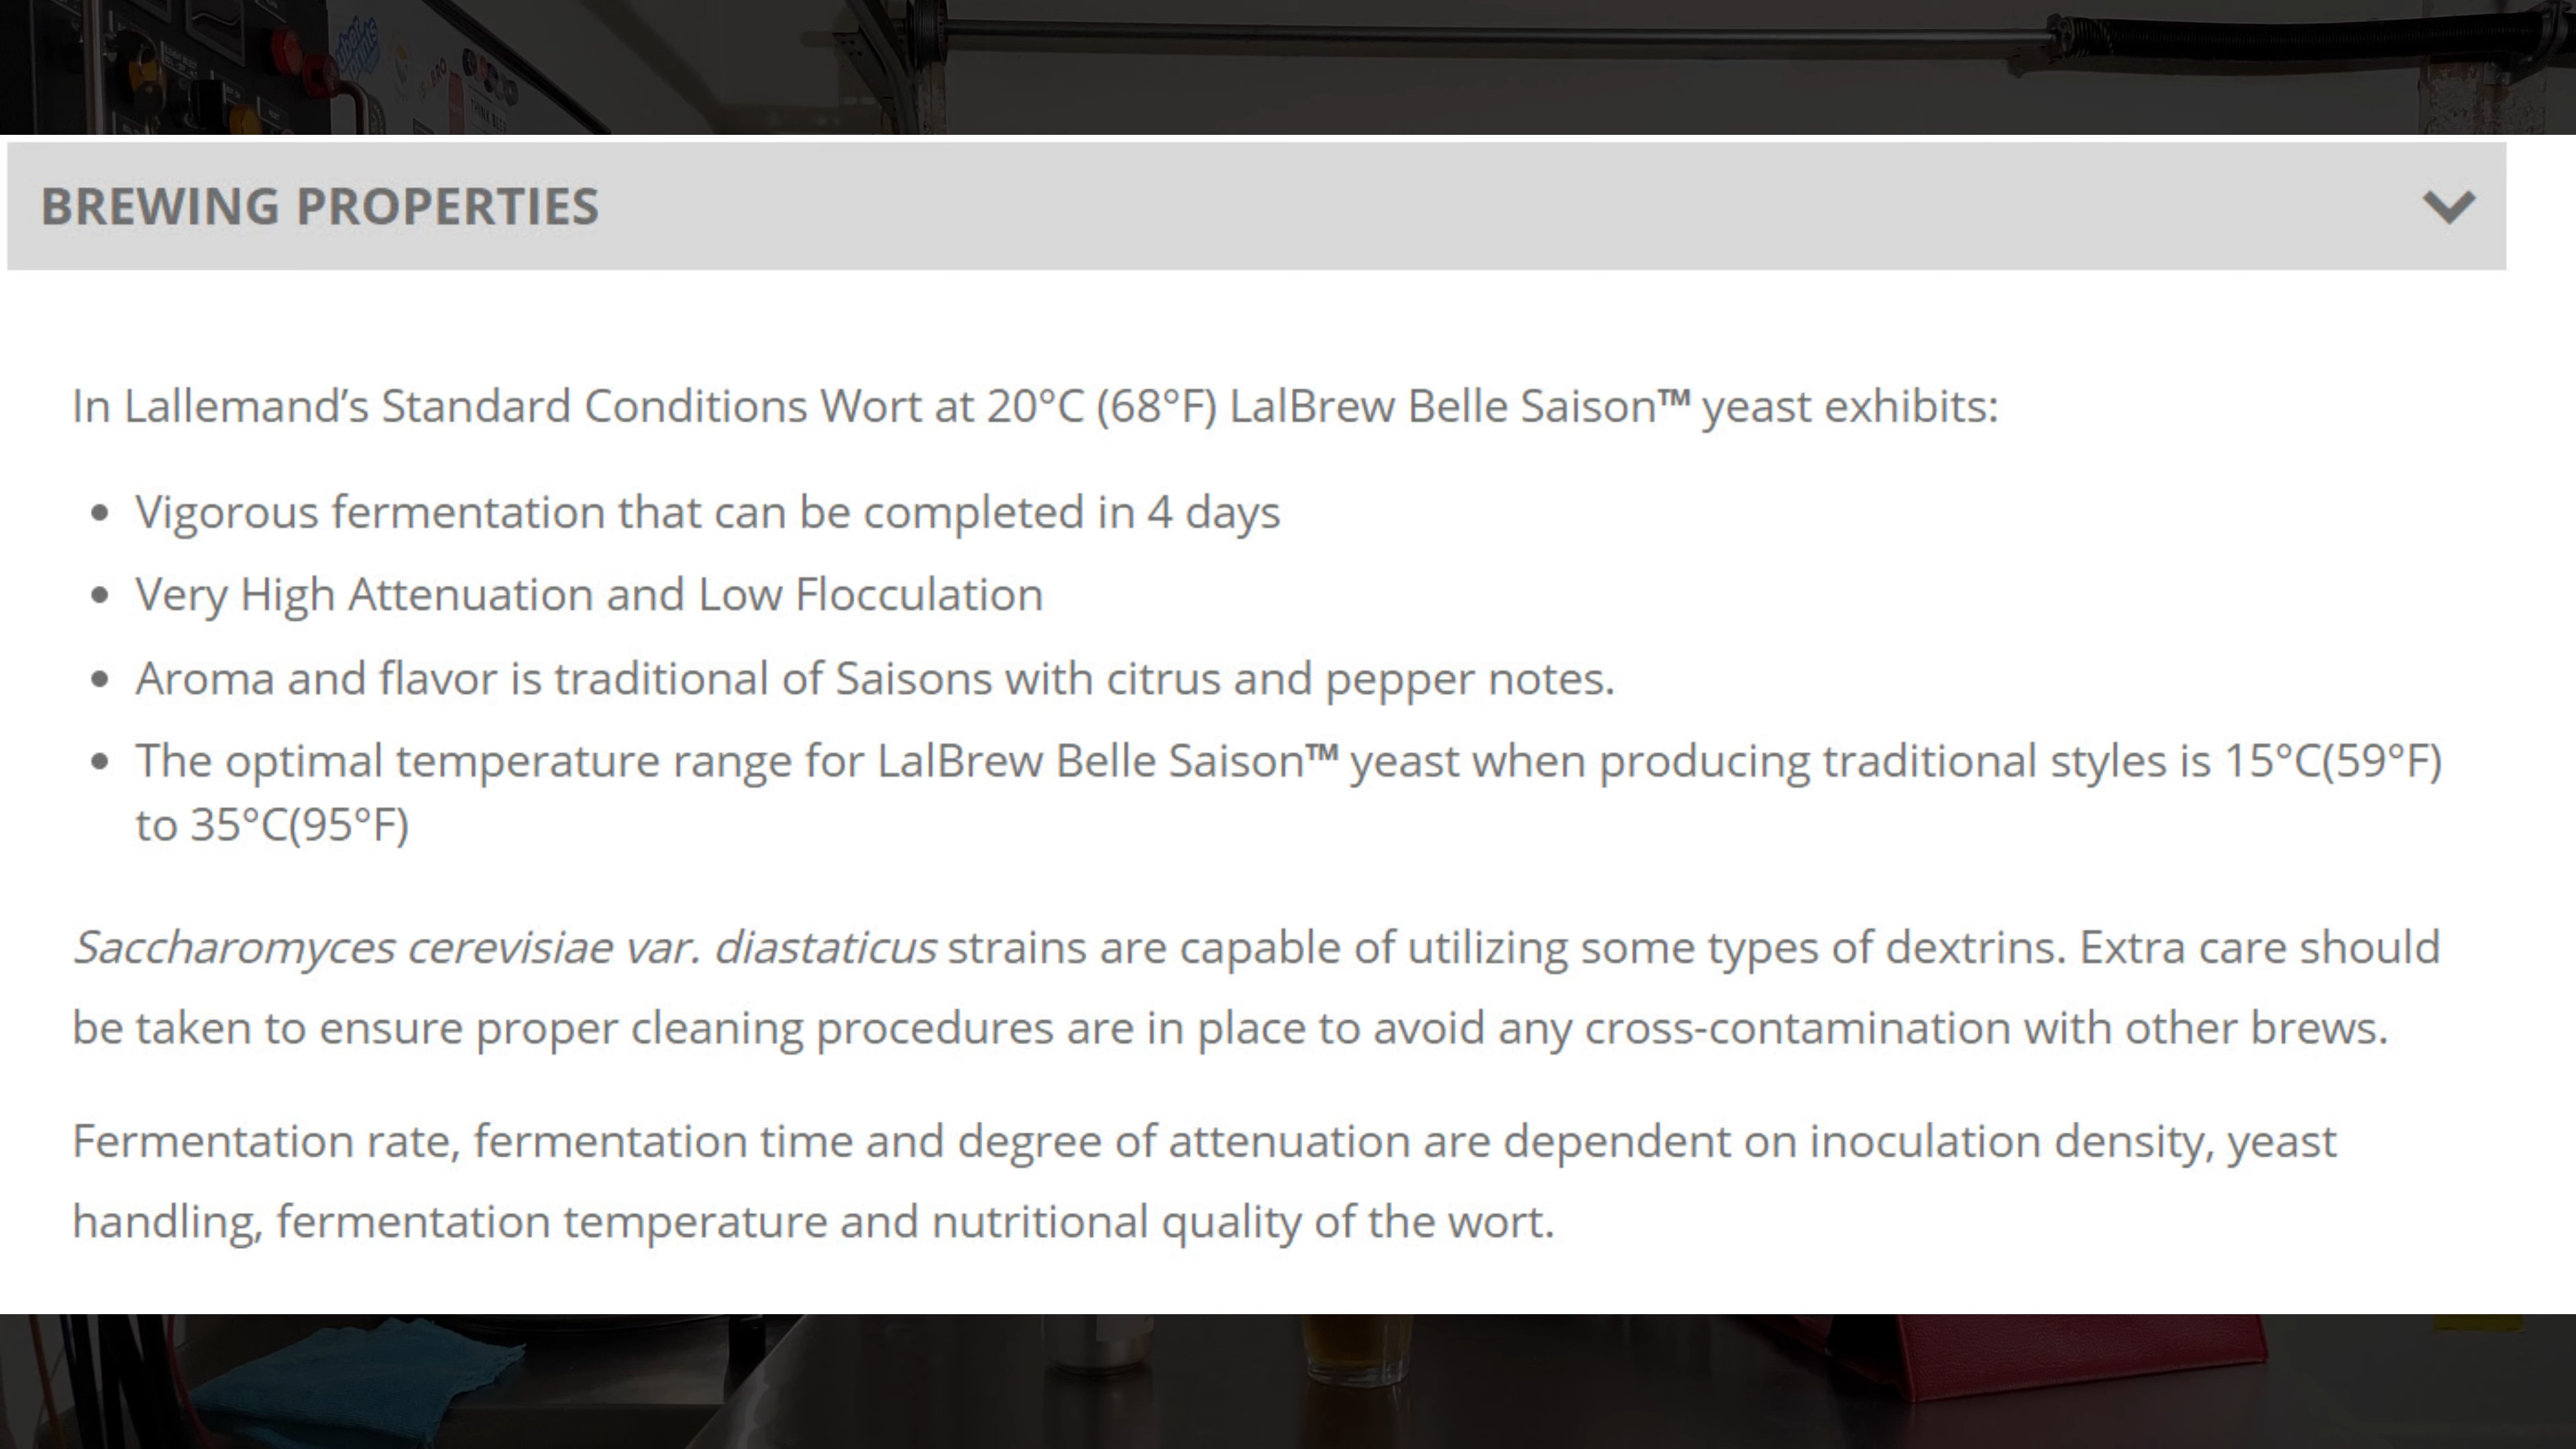 BREWING PROPERTIES
In Lallemand’s Standard Conditions Wort at 20°C (68°F) LalBrew Belle Saison™ yeast exhibits:
• Vigorous fermentation that can be completed in 4 days
• Very High Attenuation and Low Flocculation
• Aroma and flavor is traditional of Saisons with citrus and pepper notes.
• The optimal temperature range for LalBrew Belle Saison™ yeast when producing traditional styles is 15°C(59°F)
to 35°C(95°F)
Saccharomyces cerevisiae var. diastaticus strains are capable of utilizing some types of dextrins. Extra care should
be taken to ensure proper cleaning procedures are in place to avoid any cross-contamination with other brews.
Fermentation rate, fermentation time and degree of attenuation are dependent on inoculation density, yeast
handling, fermentation temperature and nutritional quality of the wort.